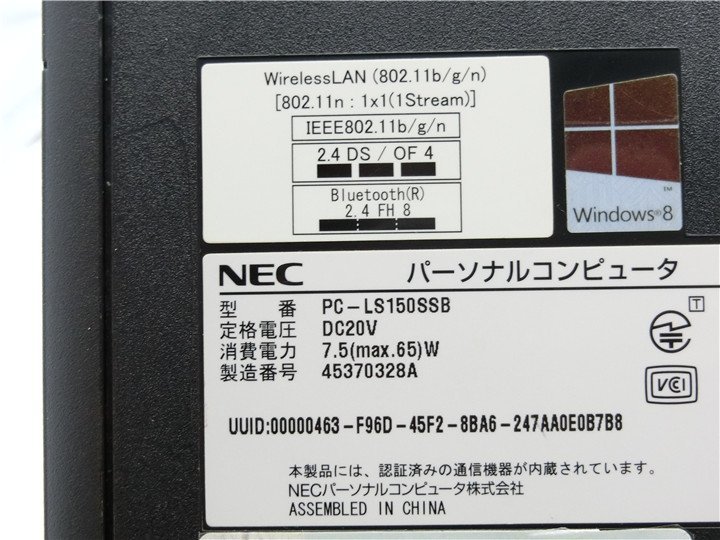 WirelessLAN (802.11b/g/n)
[802.11n : 1x1(1Stream)]
IEEE802.11b/g/n
2.4 DS / OF 4
Bluetooth(R)
2.4 FH 8
Windows®8
™
NEC パーソナルコンピュータ
型 番 PC-LS150SSB
定格電圧 DC20V
消費電力 7.5(max.65)W
製造番号 45370328A
T
VCI
UUID:00000463-F96D-45F2-8BA6-247AA0E0B7B8
本製品には、認証済みの通信機器が内蔵されています。
NECパーソナルコンピュータ株式会社
ASSEMBLED IN CHINA